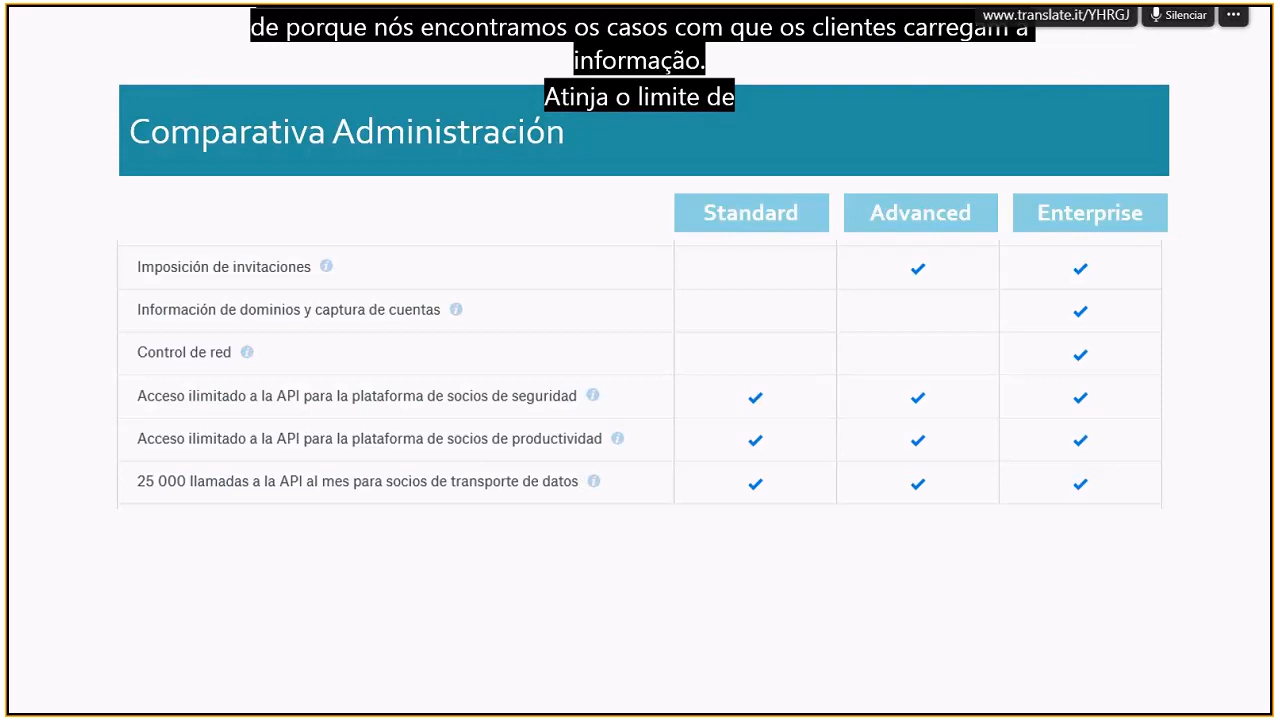 de porque nós encontramos os casos com que os clientes carregam a
informação.
Atinja o limite de
www.translate.it/YHRGJ
Silenciar
Comparativa Administración
Standard Advanced Enterprise
Imposición de invitaciones
Información de dominios y captura de cuentas
Control de red
Acceso ilimitado a la API para la plataforma de socios de seguridad
Acceso ilimitado a la API para la plataforma de socios de productividad
25 000 llamadas a la API al mes para socios de transporte de datos